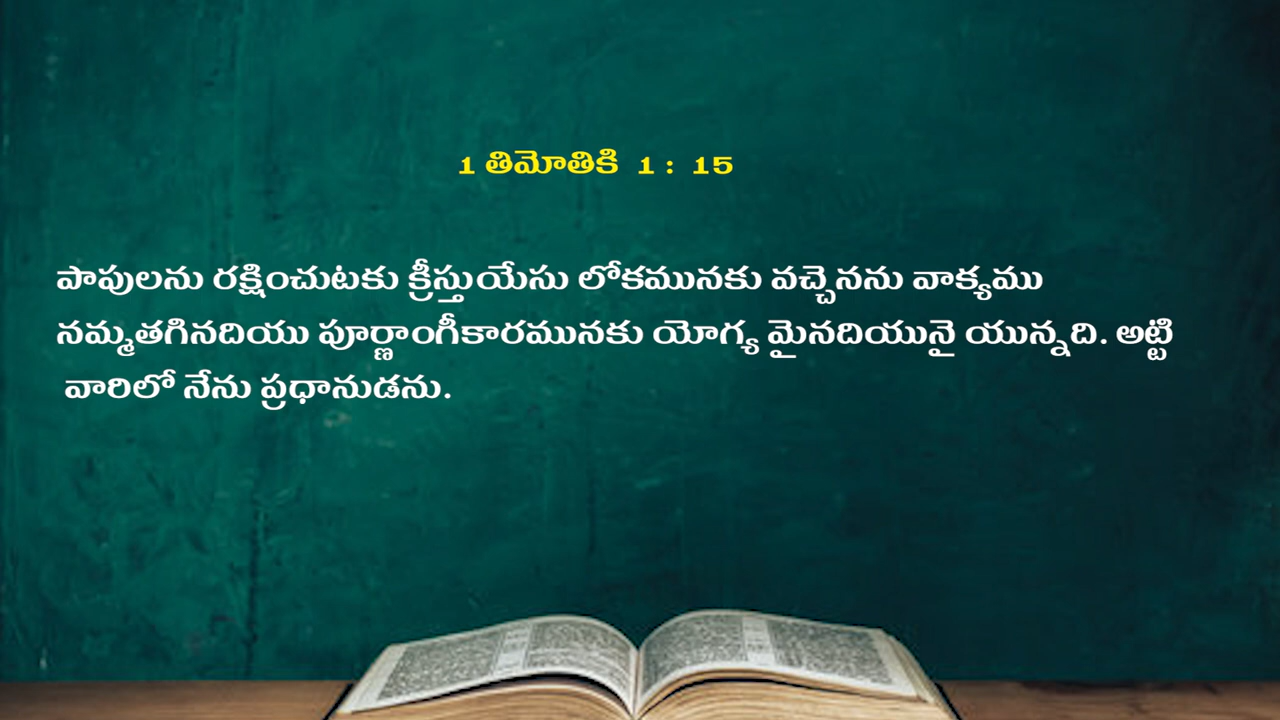 1 తిమోతికి 1 : 15
పాపులను రక్షించుటకు క్రీస్తుయేసు లోకమునకు వచ్చెనను వాక్యము
నమ్మతగినదియు పూర్ణాంగీకారమునకు యోగ్య మైనదియునై యున్నది. అట్టి
వారిలో నేను ప్రధానుడను.